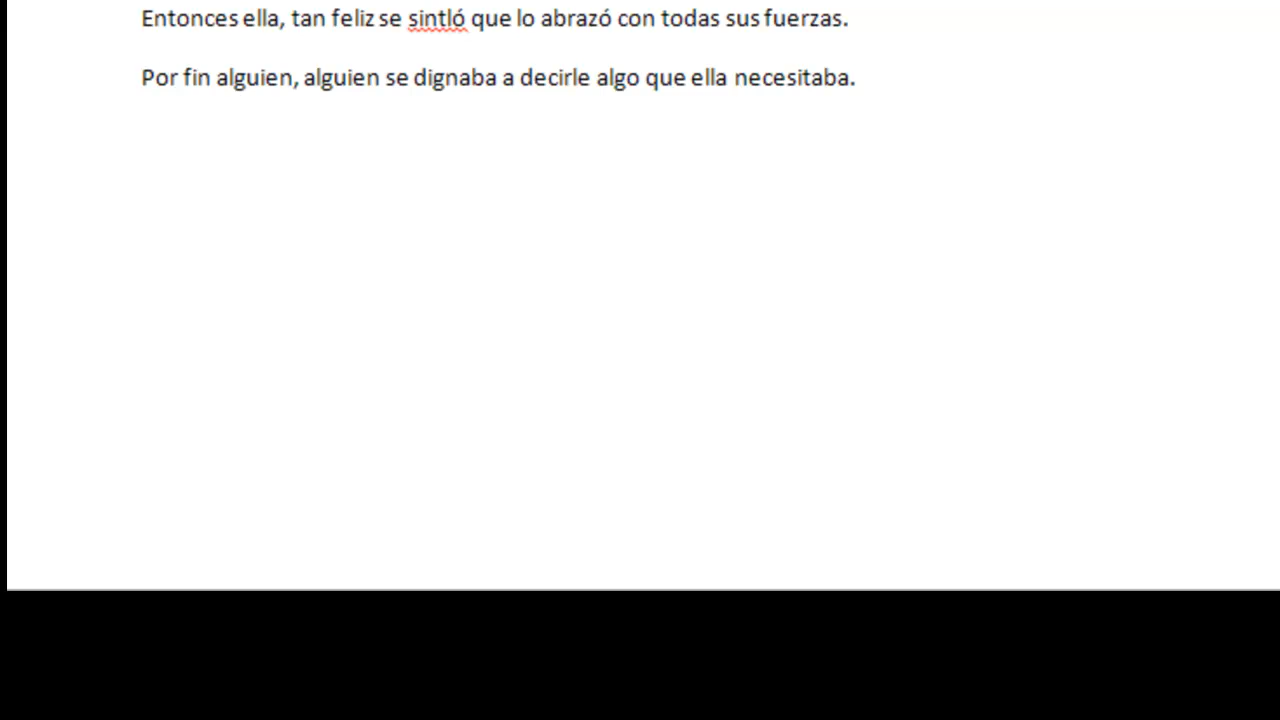 Entonces ella, tan feliz se sintló que lo abrazó con todas sus fuerzas.
Por fin alguien, alguien se dignaba a decirle algo que ella necesitaba.